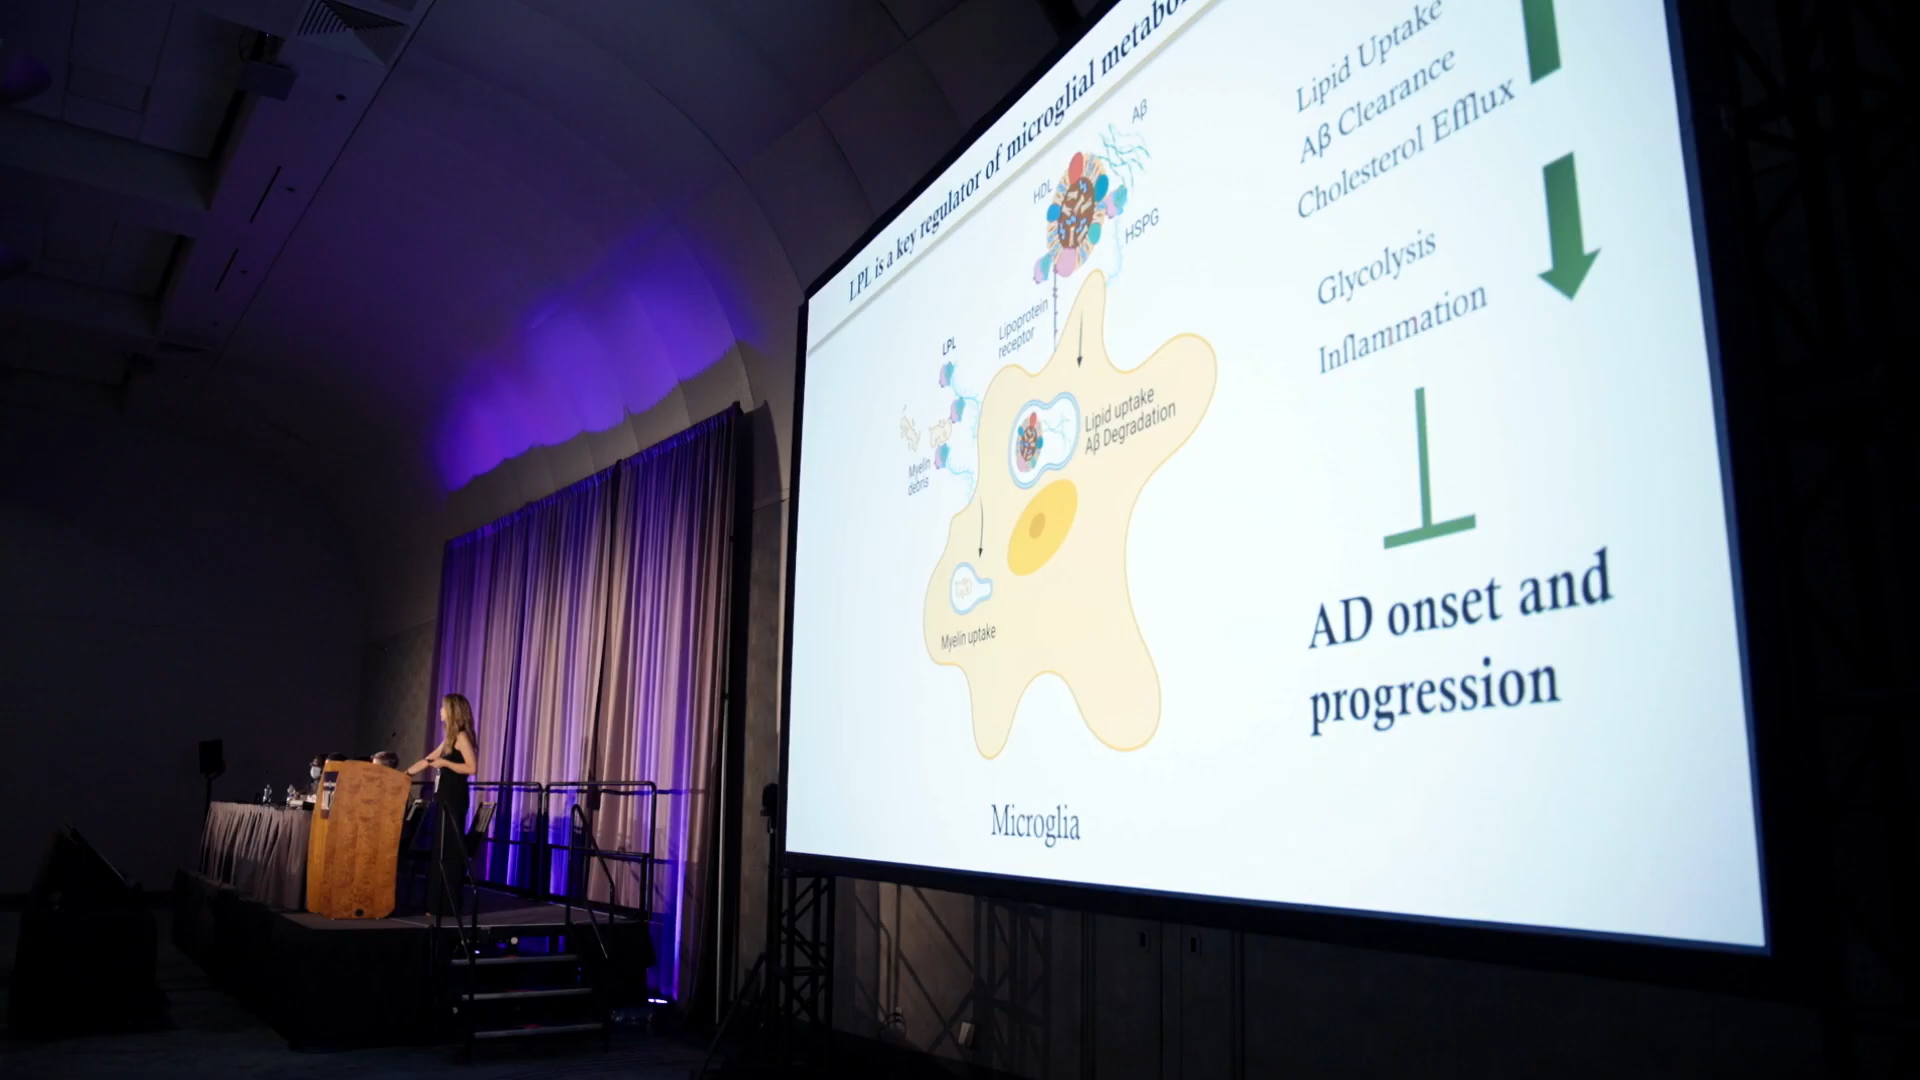 LPL is a key regulator of microglial
Aβ
HDL
HSPG
Lipoprotein
receptor
LPL
Myelin
debris
Lipid uptake
Aβ Degradation
Myelin uptake
Microglia
Lipid Uptake
Aβ Clearance
Cholesterol Efflux
Glycolysis
Inflammation
AD onset and
progression